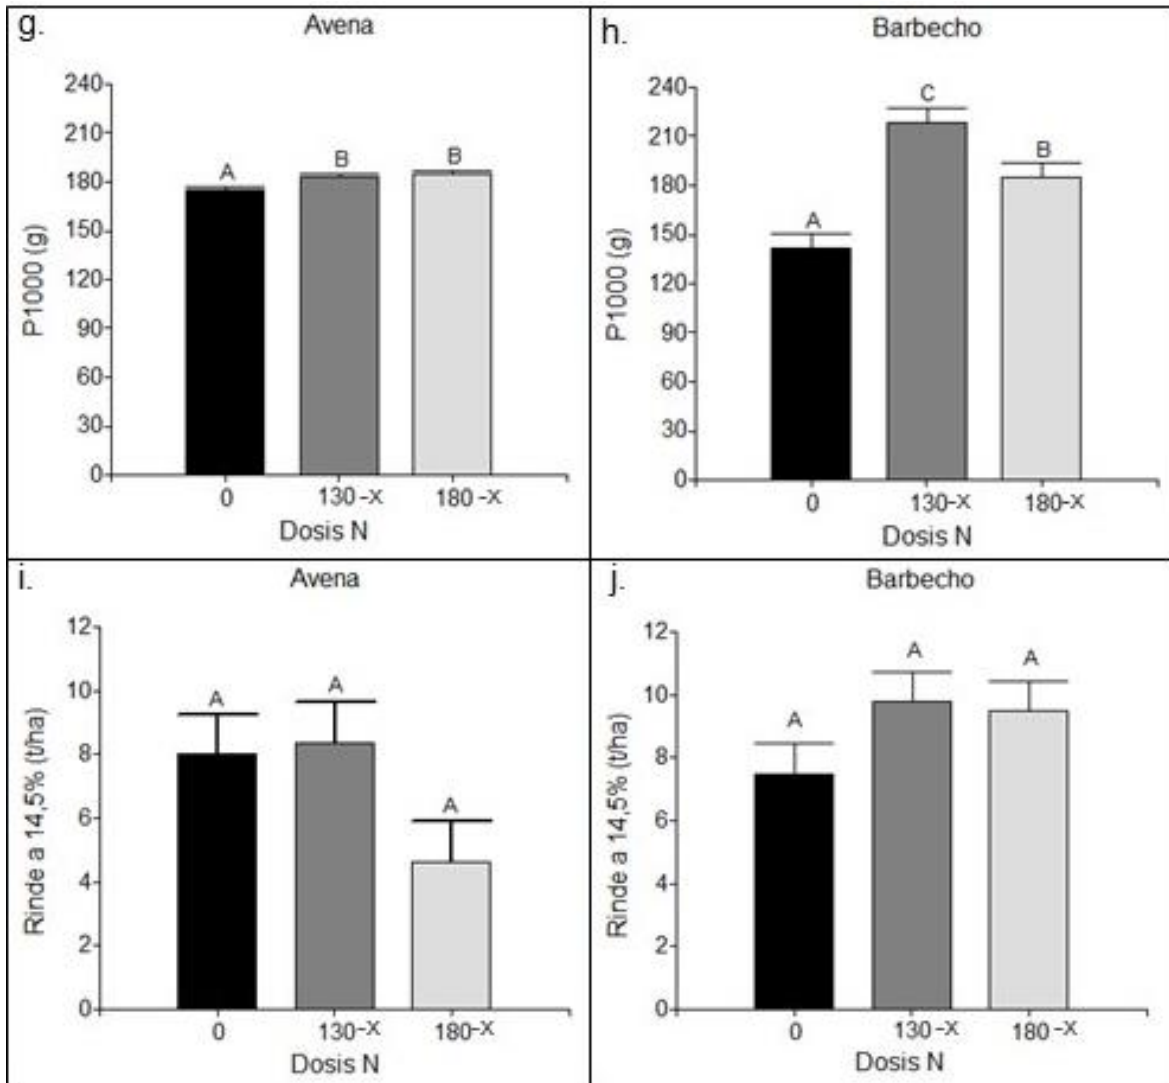 g.
Avena
240
210
180
150
120
90
60
30
0
P1000 (g)
A
B
B
0
130-X
180-X
Dosis N
h.
Barbecho
240
210
180
150
120
90
60
30
0
P1000 (g)
A
C
B
0
130-X
180-X
Dosis N
i.
Avena
12
10
8
6
4
2
0
Rinde a 14,5% (t/ha)
A
A
A
0
130-X
180-X
Dosis N
j.
Barbecho
12
10
8
6
4
2
0
Rinde a 14,5% (t/ha)
A
A
A
0
130-X
180-X
Dosis N